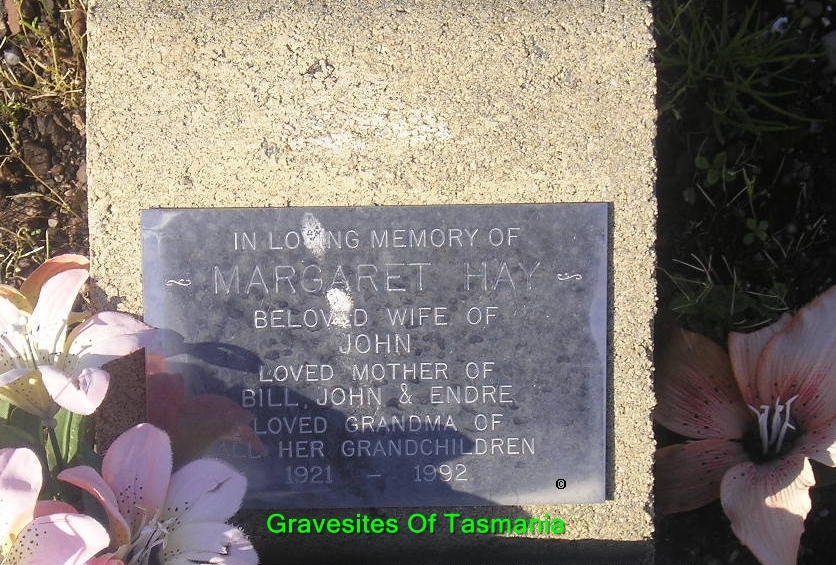 IN LOVING MEMORY OF
~ MARGARET HAY ~
BELOVED WIFE OF
JOHN
LOVED MOTHER OF
BILL, JOHN & ENDRE
LOVED GRANDMA OF
ALL HER GRANDCHILDREN
1921 – 1992
©
Gravesites Of Tasmania